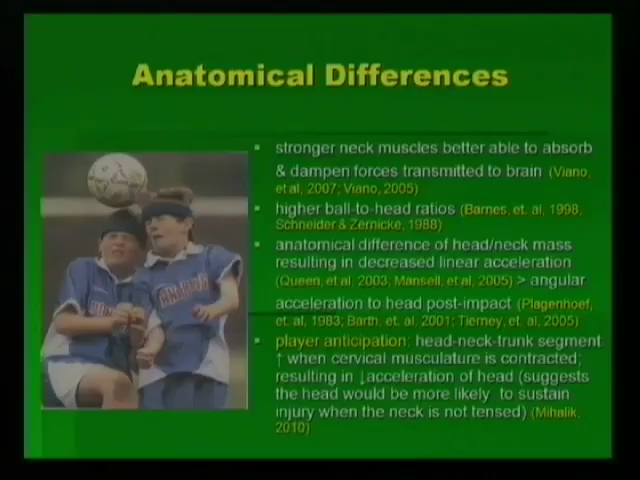 Anatomical Differences
▪ stronger neck muscles better able to absorb
& dampen forces transmitted to brain (Viano,
et al, 2007; Viano, 2005)
▪ higher ball-to-head ratios (Barnes, et. al, 1998,
Schneider & Zernicke, 1988)
▪ anatomical difference of head/neck mass
resulting in decreased linear acceleration
(Queen, et al, 2003; Mansell, et al, 2005) > angular
acceleration to head post-impact (Plagenhoef,
et. al, 1983; Barth, et. al, 2001; Tierney, et. al, 2005)
▪ player anticipation: head-neck-trunk segment
↑ when cervical musculature is contracted;
resulting in ↓acceleration of head (suggests
the head would be more likely to sustain
injury when the neck is not tensed) (Mihalik,
2010)